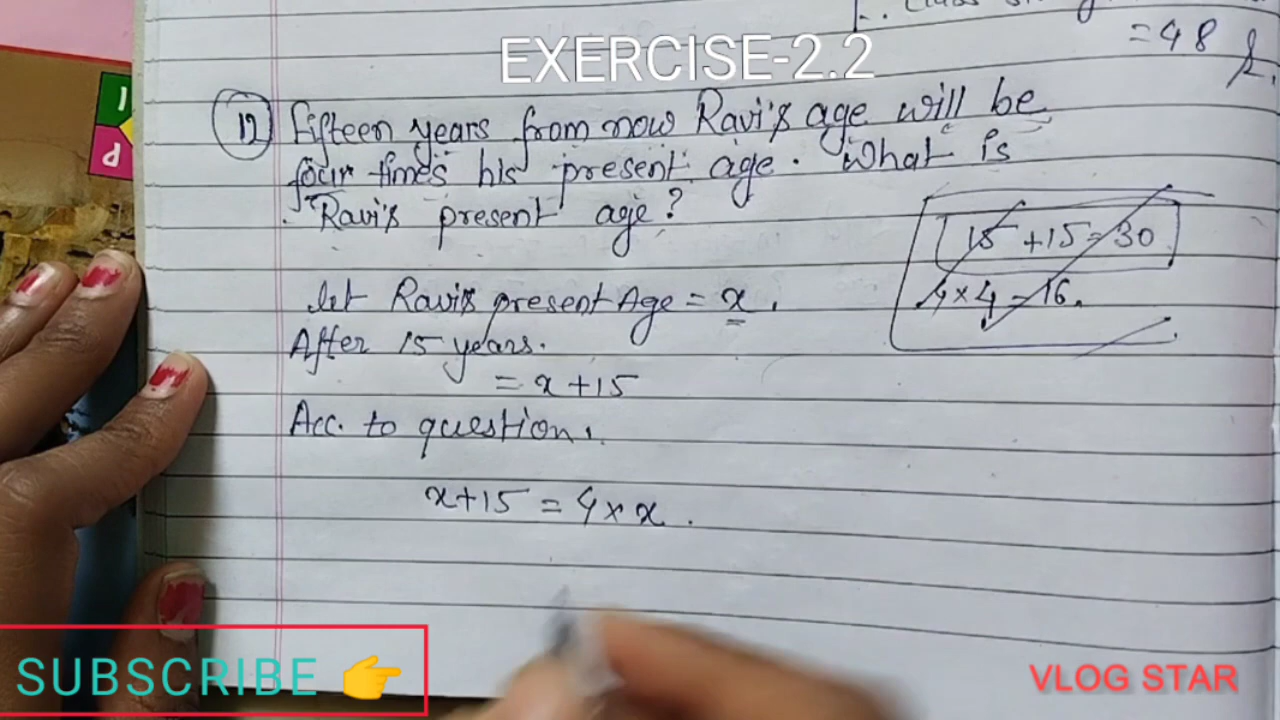 = 48
EXERCISE-2.2
12 Fifteen years from now Ravi's age will be
four times his present age. What is
Ravi's present age?
15 + 15 = 30
4 × 4 = 16.
let Ravi's present Age = x.
After 15 years.
= x + 15
Acc. to question,
x + 15 = 4 × x.
SUBSCRIBE 👉
VLOG STAR